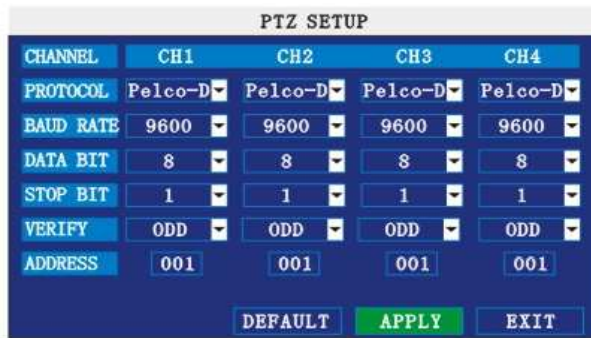 PTZ SETUP
CHANNEL CH1 CH2 CH3 CH4
PROTOCOL Pelco-D Pelco-D Pelco-D Pelco-D
BAUD RATE 9600 9600 9600 9600
DATA BIT 8 8 8 8
STOP BIT 1 1 1 1
VERIFY ODD ODD ODD ODD
ADDRESS 001 001 001 001
DEFAULT APPLY EXIT